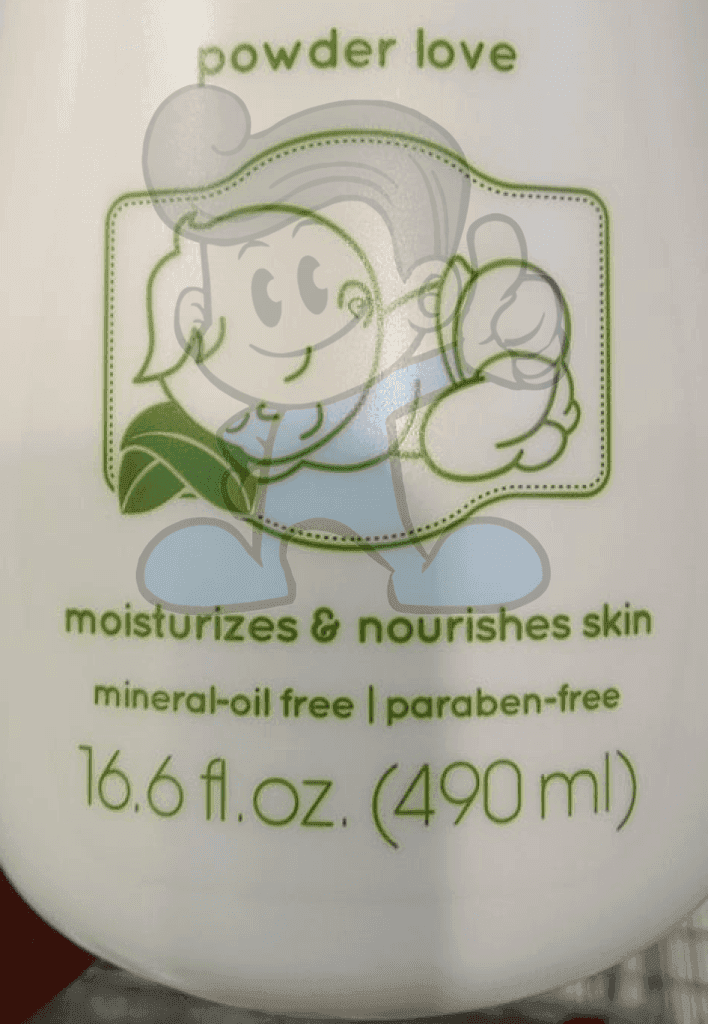 powder love
moisturizes & nourishes skin
mineral-oil free | paraben-free
16.6 fl.oz. (490 ml)